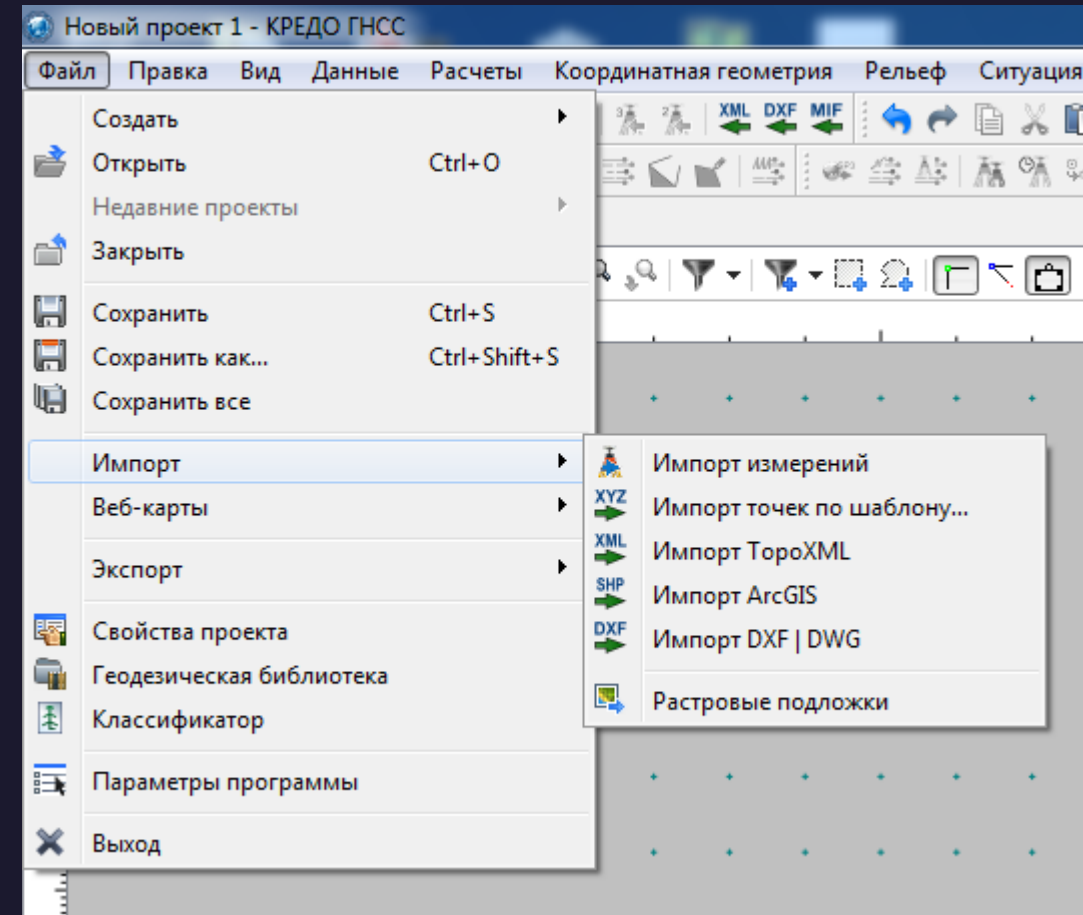 Новый проект 1 - КРЕДО ГНСС
Файл Правка Вид Данные Расчеты Координатная геометрия Рельеф Ситуация
XML DXF MIF
Создать
Открыть Ctrl+O
Недавние проекты
Закрыть
Сохранить Ctrl+S
Сохранить как... Ctrl+Shift+S
Сохранить все
Импорт
Веб-карты
Экспорт
Свойства проекта
Геодезическая библиотека
Классификатор
Параметры программы
Выход
Импорт измерений
XYZ Импорт точек по шаблону...
XML Импорт TopoXML
SHP Импорт ArcGIS
DXF Импорт DXF | DWG
Растровые подложки